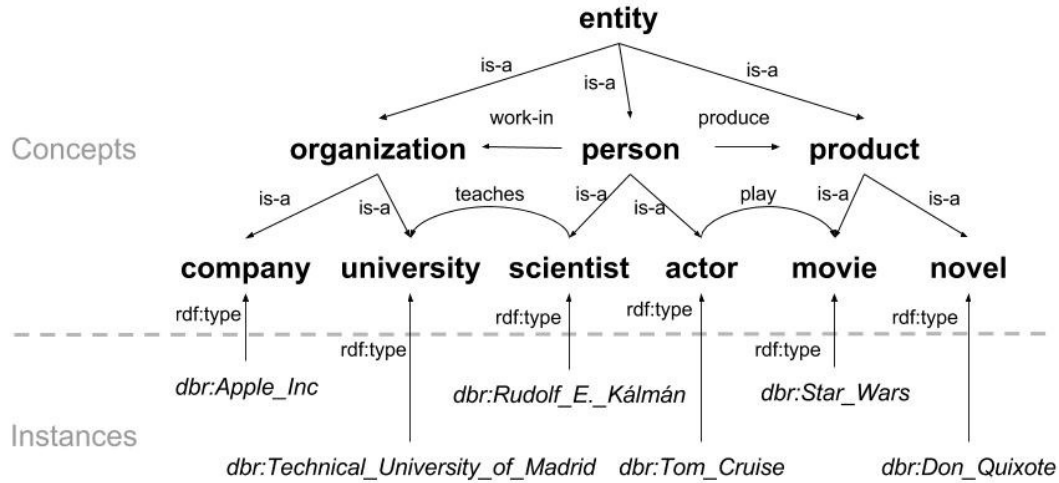 entity
is-a is-a is-a
Concepts
work-in produce
organization person product
is-a is-a teaches is-a is-a play is-a is-a
company university scientist actor movie novel
rdf:type rdf:type rdf:type rdf:type
rdf:type rdf:type
dbr:Apple_Inc dbr:Rudolf_E._Kálmán dbr:Star_Wars
Instances
dbr:Technical_University_of_Madrid dbr:Tom_Cruise dbr:Don_Quixote